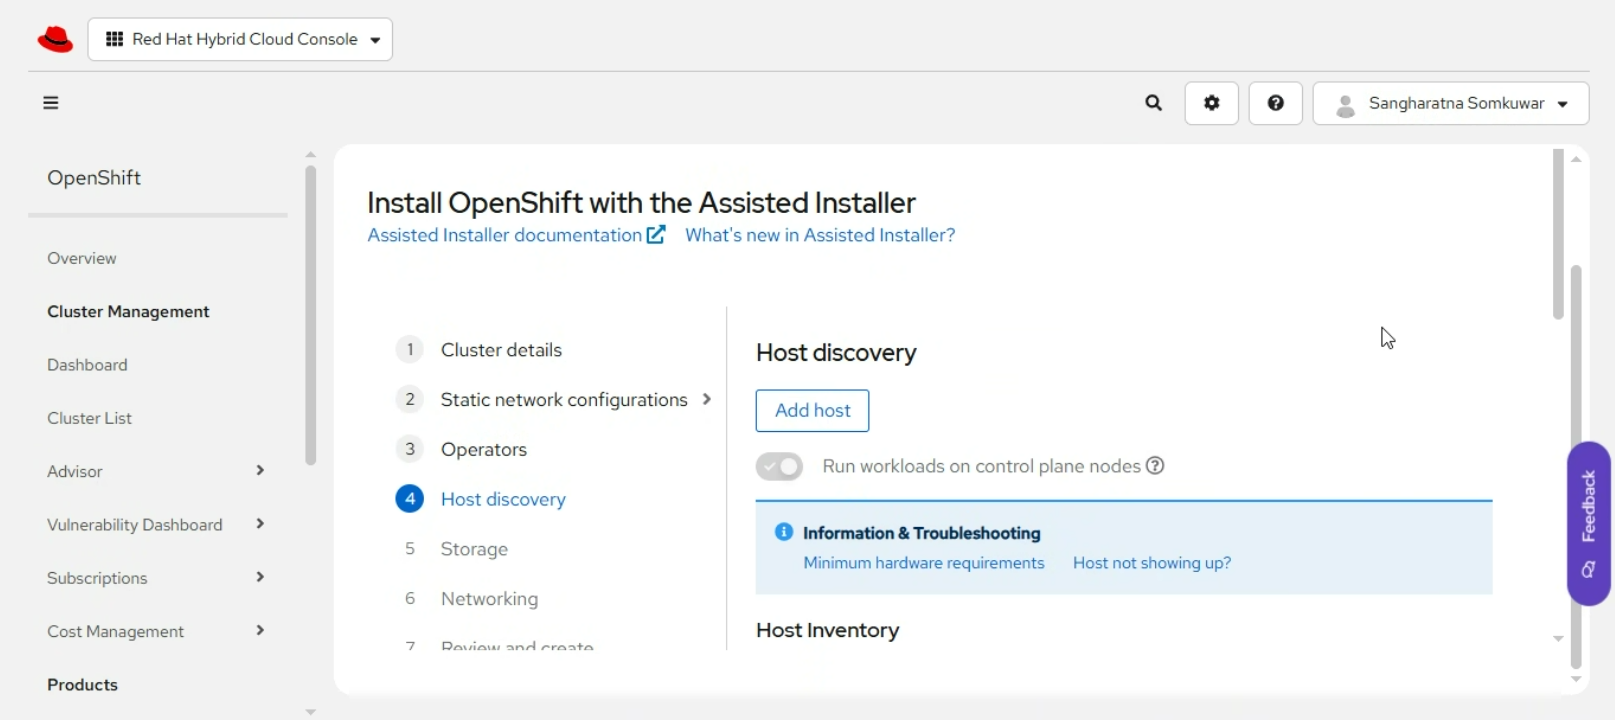 Red Hat Hybrid Cloud Console
Sangharatna Somkuwar
OpenShift
Overview
Cluster Management
Dashboard
Cluster List
Advisor
Vulnerability Dashboard
Subscriptions
Cost Management
Products
Install OpenShift with the Assisted Installer
Assisted Installer documentation What's new in Assisted Installer?
1 Cluster details
2 Static network configurations
3 Operators
4 Host discovery
5 Storage
6 Networking
7 Review and create
Host discovery
Add host
Run workloads on control plane nodes
Information & Troubleshooting
Minimum hardware requirements Host not showing up?
Host Inventory
Feedback